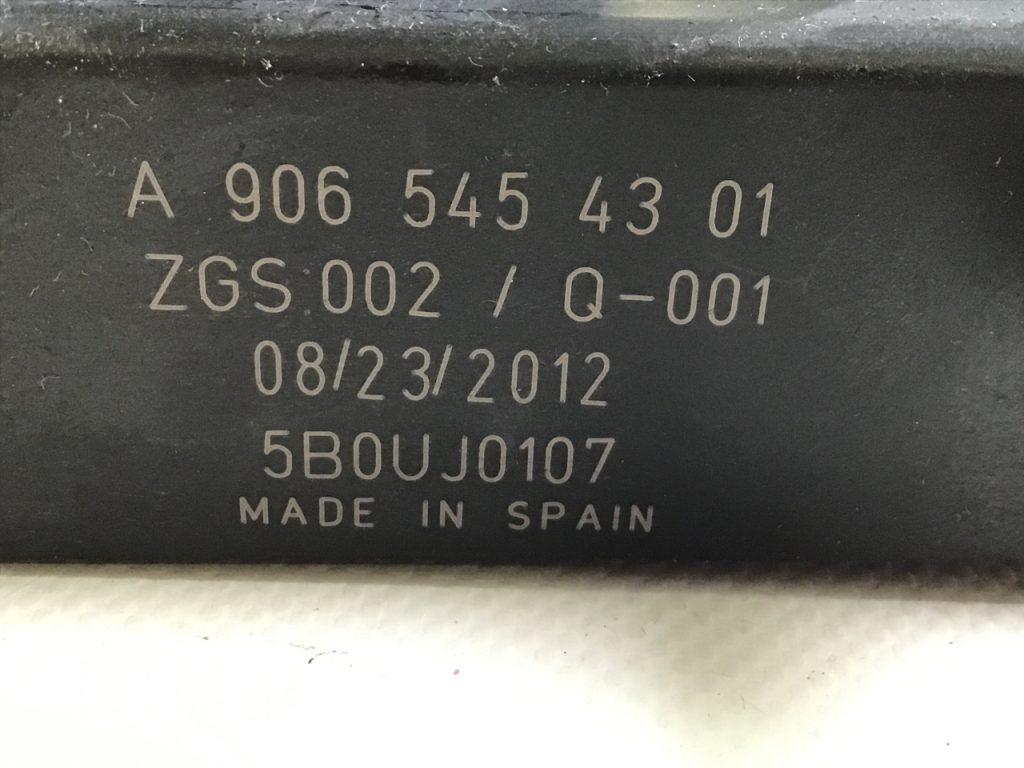 A 906 545 43 01
ZGS:002 / Q-001
08/23/2012
5B0UJ0107
MADE IN SPAIN